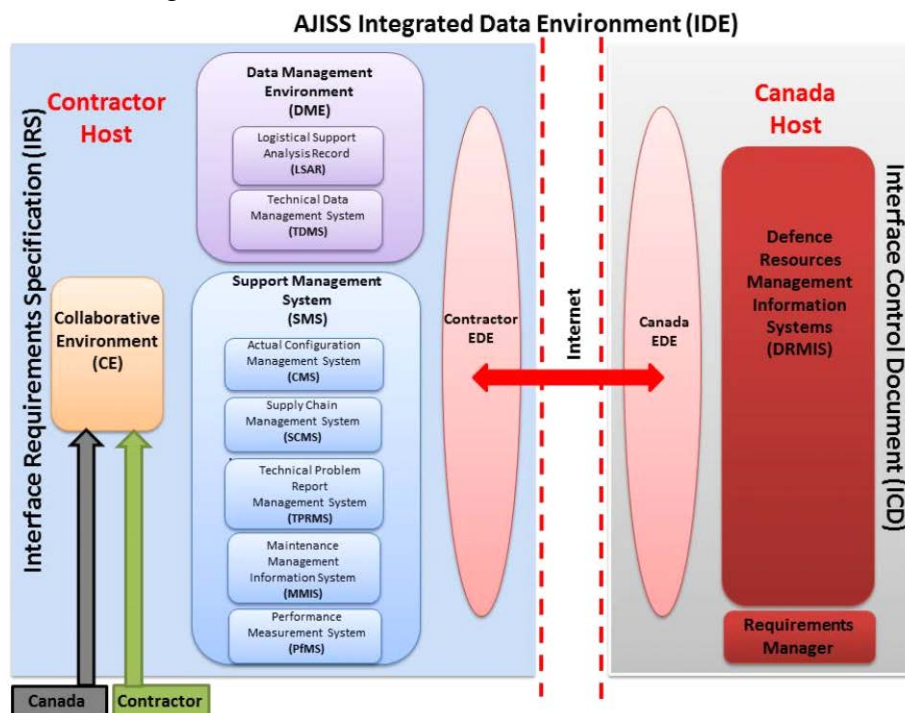 AJISS Integrated Data Environment (IDE)
Interface Requirements Specification (IRS)
Contractor
Host
Data Management
Environment
(DME)
Logistical Support
Analysis Record
(LSAR)
Technical Data
Management System
(TDMS)
Collaborative
Environment
(CE)
Support Management
System
(SMS)
Actual Configuration
Management System
(CMS)
Supply Chain
Management System
(SCMS)
Technical Problem
Report
Management System
(TPRMS)
Maintenance
Management
Information System
(MMIS)
Performance
Measurement System
(PfMS)
Canada
Contractor
Contractor
EDE
Internet
Canada
EDE
Canada
Host
Defence
Resources
Management
Information
Systems
(DRMIS)
Requirements
Manager
Interface Control Document (ICD)